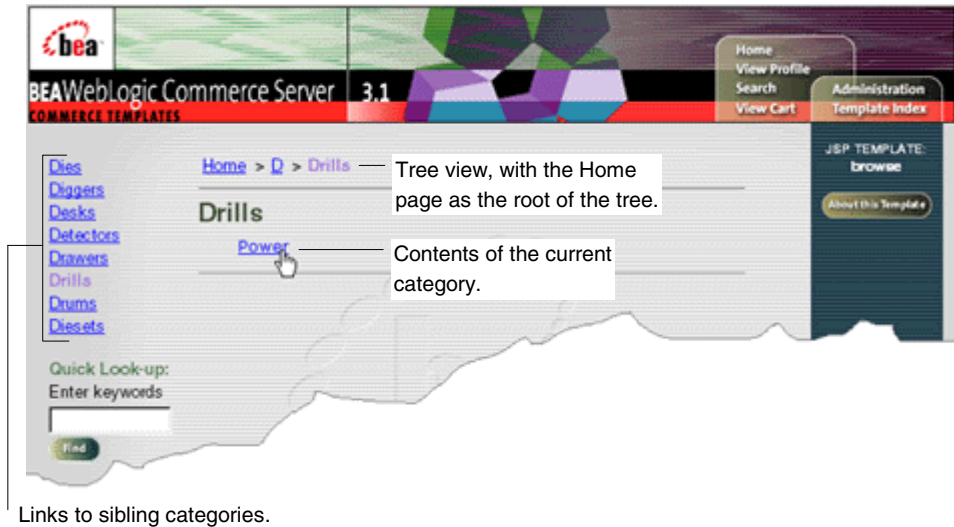 bea
Home
View Profile
Search
View Cart
Administration
Template Index
BEA WebLogic Commerce Server 3.1
COMMERCE TEMPLATES
JSP TEMPLATE:
browse
About this Template
Home > D > Drills
Tree view, with the Home
page as the root of the tree.
Dies
Diggers
Desks
Detectors
Drawers
Drills
Drums
Diesets
Drills
Power
Contents of the current
category.
Quick Look-up:
Enter keywords
Find
Links to sibling categories.